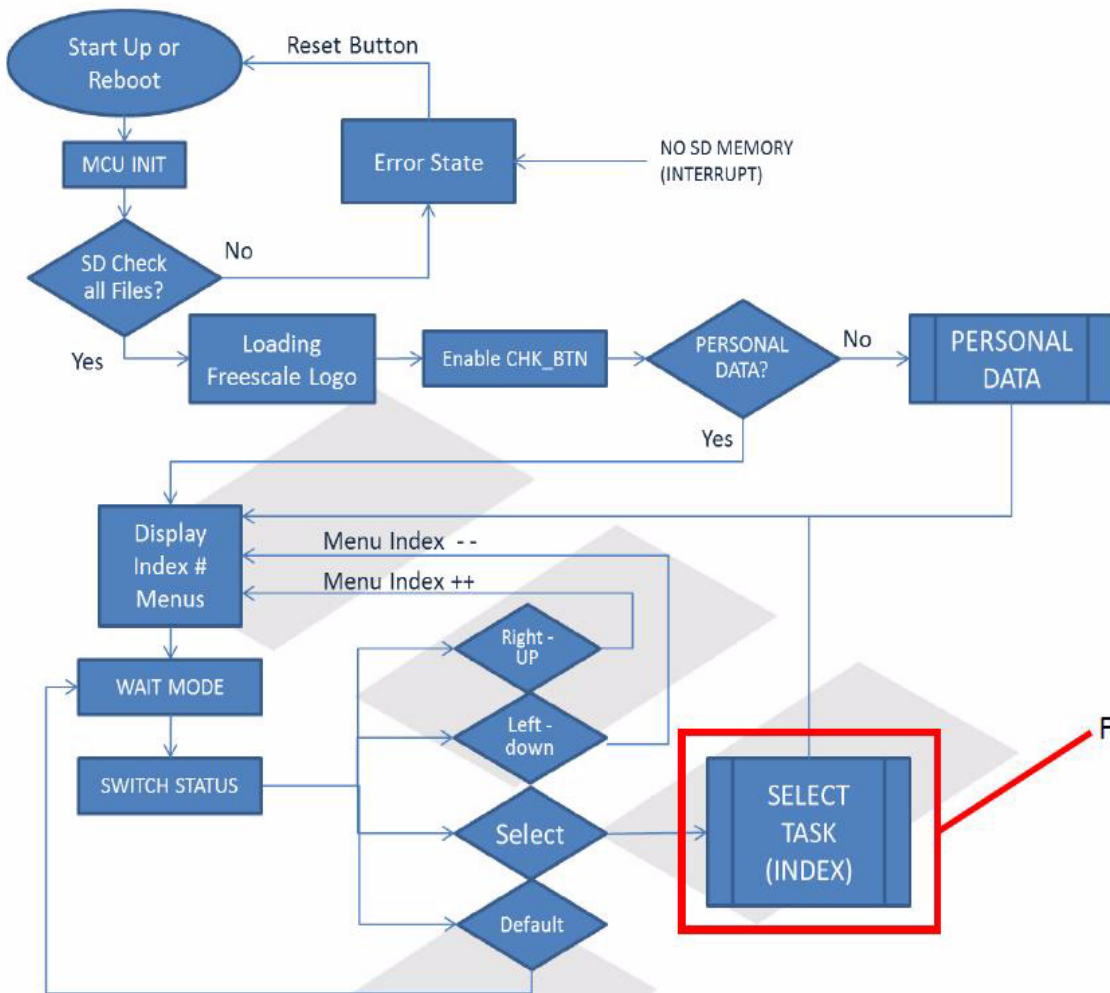 Start Up or
Reboot
Reset Button
MCU INIT
Error State
NO SD MEMORY
(INTERRUPT)
SD Check
all Files?
No
Yes
Loading
Freescale Logo
Enable CHK_BTN
PERSONAL
DATA?
No
PERSONAL
DATA
Yes
Display
Index #
Menus
Menu Index --
Menu Index ++
Right -
UP
WAIT MODE
Left -
down
SWITCH STATUS
Select
SELECT
TASK
(INDEX)
Default
F